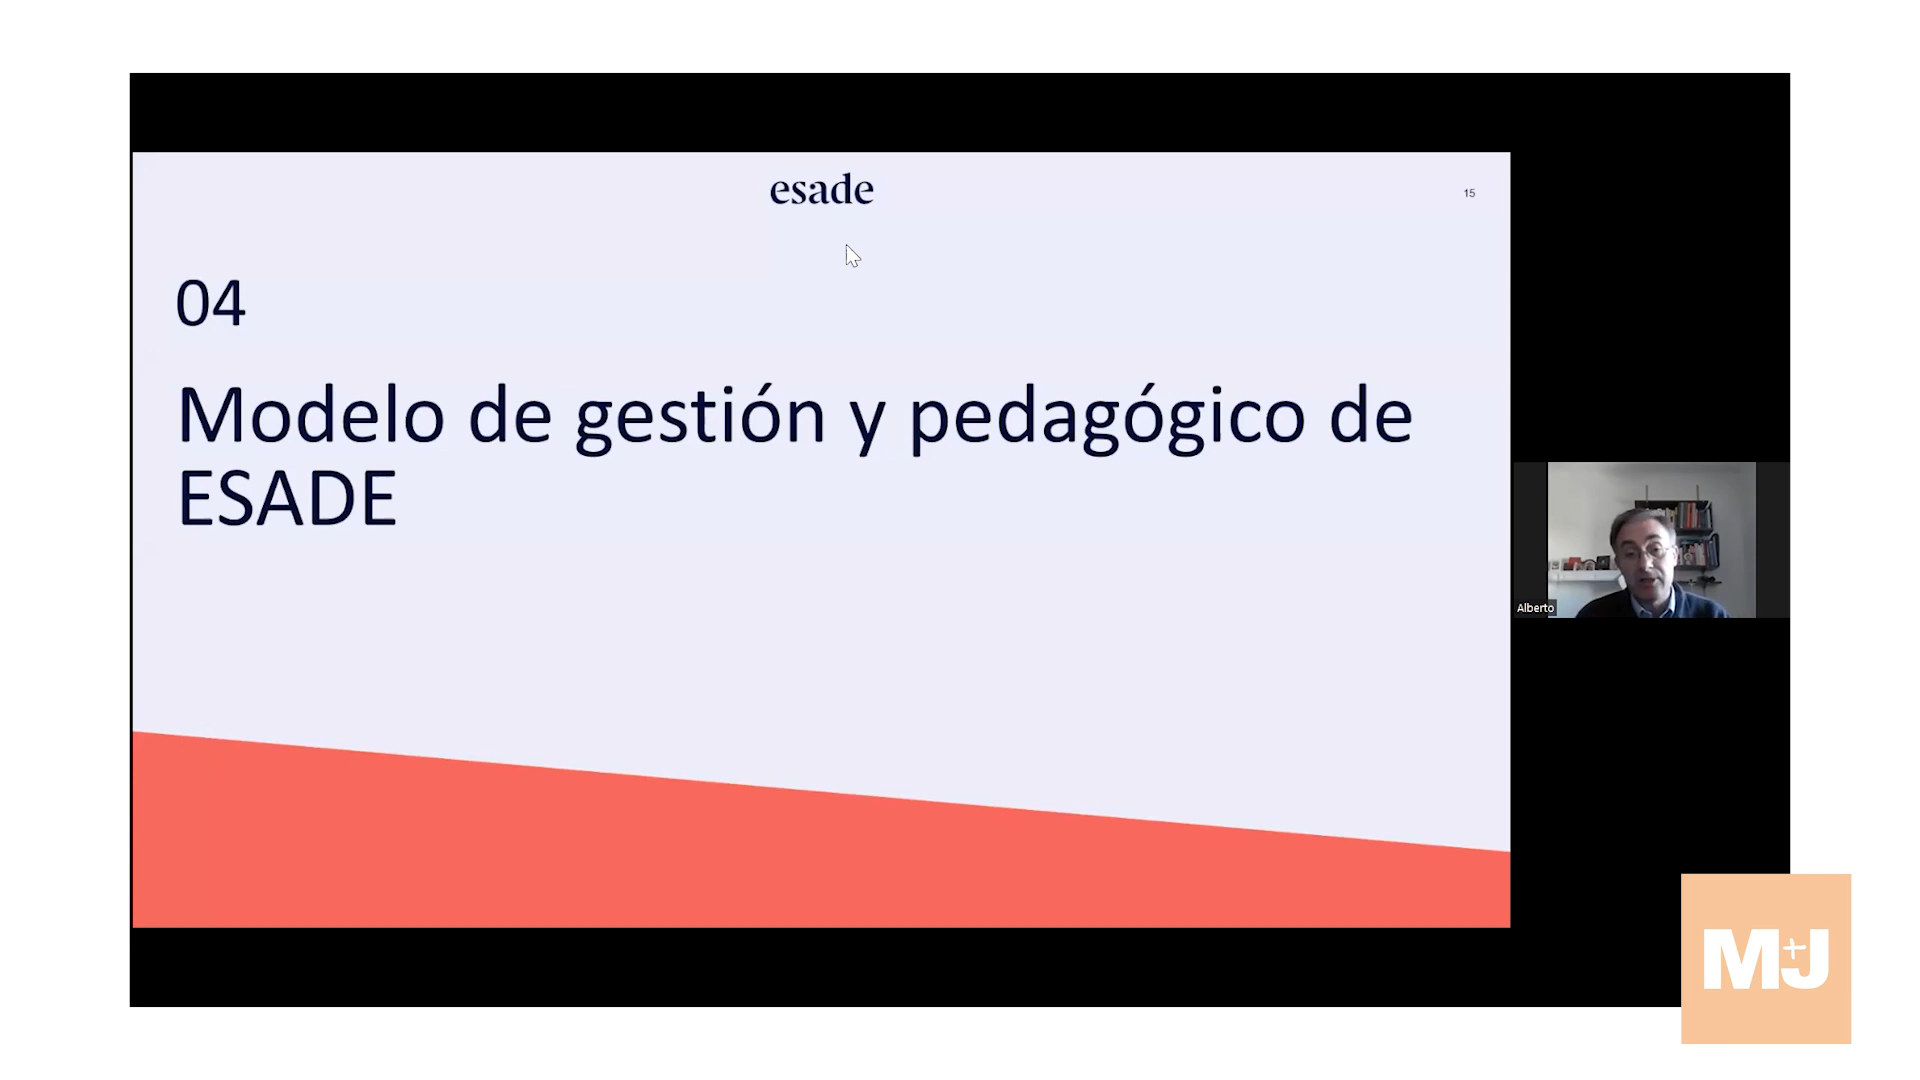 esade
15
04
Modelo de gestión y pedagógico de
ESADE
Alberto
M+J